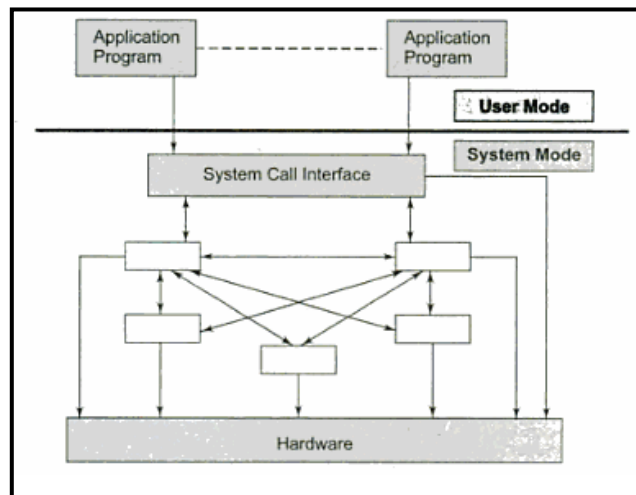 Application
Program
Application
Program
User Mode
System Mode
System Call Interface
Hardware